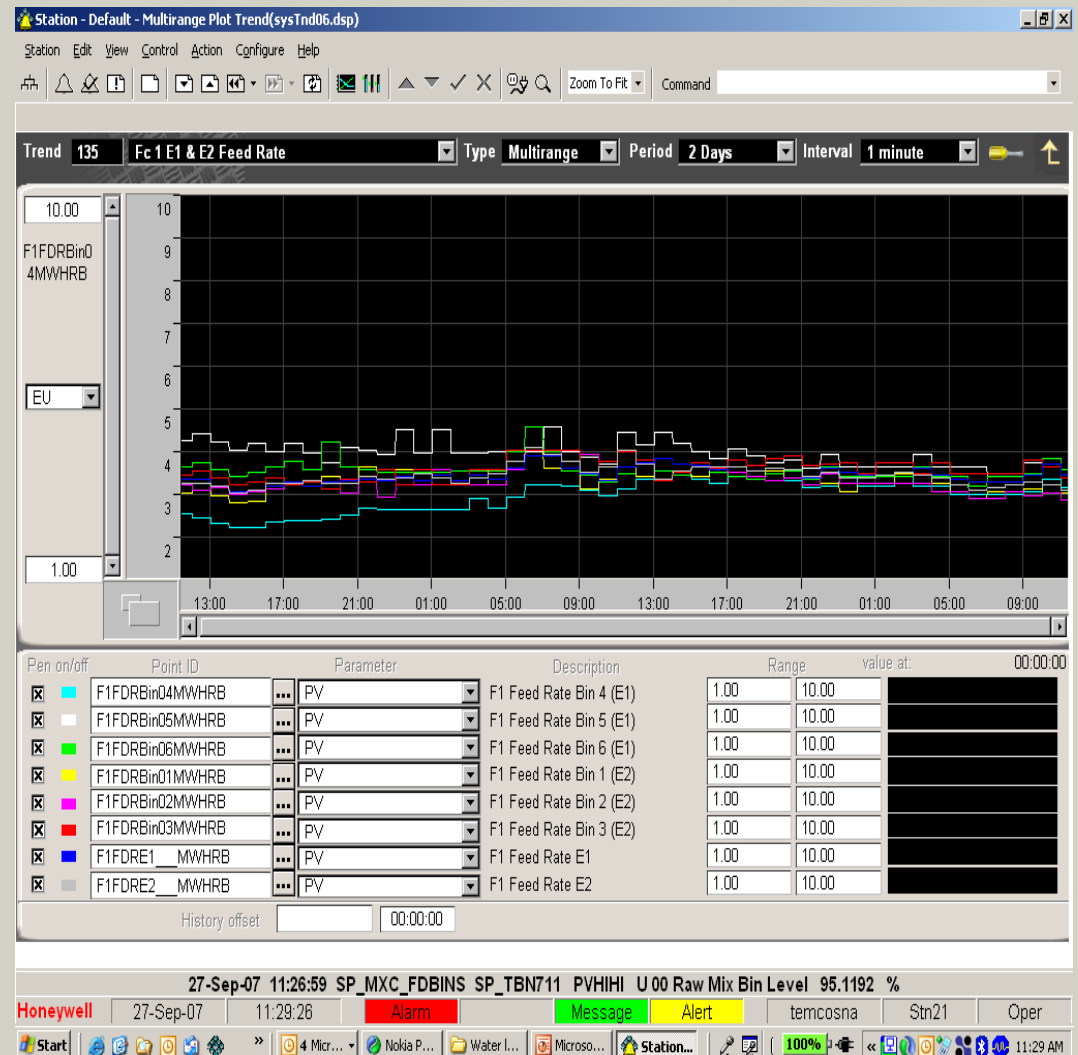 Station - Default - Multirange Plot Trend(sysTnd06.dsp)
Station Edit View Control Action Configure Help
Zoom To Fit Command
Trend 135 Fc 1 E1 & E2 Feed Rate Type Multirange Period 2 Days Interval 1 minute
10.00
F1FDRBin0
4MWHRB
EU
1.00
10
9
8
7
6
5
4
3
2
13:00 17:00 21:00 01:00 05:00 09:00 13:00 17:00 21:00 01:00 05:00 09:00
Pen on/off Point ID Parameter Description Range value at: 00:00:00
F1FDRBin04MWHRB ... PV F1 Feed Rate Bin 4 (E1) 1.00 10.00
F1FDRBin05MWHRB ... PV F1 Feed Rate Bin 5 (E1) 1.00 10.00
F1FDRBin06MWHRB ... PV F1 Feed Rate Bin 6 (E1) 1.00 10.00
F1FDRBin01MWHRB ... PV F1 Feed Rate Bin 1 (E2) 1.00 10.00
F1FDRBin02MWHRB ... PV F1 Feed Rate Bin 2 (E2) 1.00 10.00
F1FDRBin03MWHRB ... PV F1 Feed Rate Bin 3 (E2) 1.00 10.00
F1FDRE1___MWHRB ... PV F1 Feed Rate E1 1.00 10.00
F1FDRE2___MWHRB ... PV F1 Feed Rate E2 1.00 10.00
History offset 00:00:00
27-Sep-07 11:26:59 SP_MXC_FDBINS SP_TBN711 PVHIHI U 00 Raw Mix Bin Level 95.1192 %
Honeywell 27-Sep-07 11:29:26 Alarm Message Alert temcosna Stn21 Oper
Start » 4 Micr... Nokia P... Water l... Microso... Station... 100% « 11:29 AM